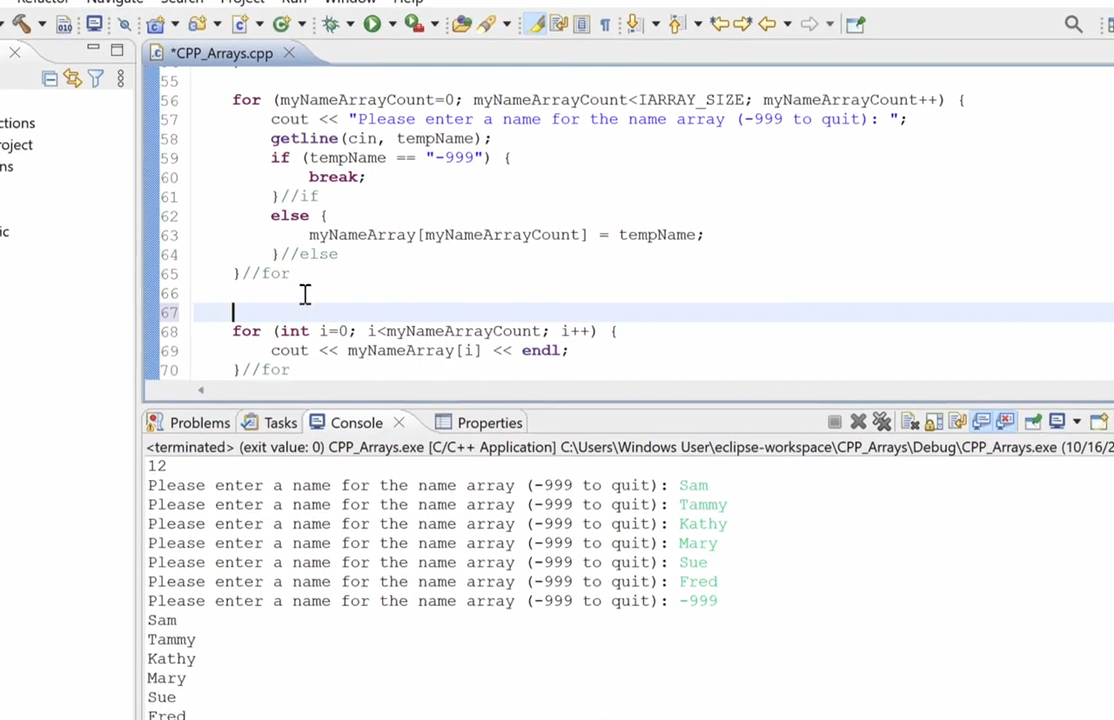 Refactor Navigate Search Project Run Window Help
*CPP_Arrays.cpp
55
56 for (myNameArrayCount=0; myNameArrayCount<IARRAY_SIZE; myNameArrayCount++) {
57 cout << "Please enter a name for the name array (-999 to quit): ";
58 getline(cin, tempName);
59 if (tempName == "-999") {
60 break;
61 }//if
62 else {
63 myNameArray[myNameArrayCount] = tempName;
64 }//else
65 }//for
66
67
68 for (int i=0; i<myNameArrayCount; i++) {
69 cout << myNameArray[i] << endl;
70 }//for
ctions
roject
ns
ic
Problems Tasks Console Properties
<terminated> (exit value: 0) CPP_Arrays.exe [C/C++ Application] C:\Users\Windows User\eclipse-workspace\CPP_Arrays\Debug\CPP_Arrays.exe (10/16/2
12
Please enter a name for the name array (-999 to quit): Sam
Please enter a name for the name array (-999 to quit): Tammy
Please enter a name for the name array (-999 to quit): Kathy
Please enter a name for the name array (-999 to quit): Mary
Please enter a name for the name array (-999 to quit): Sue
Please enter a name for the name array (-999 to quit): Fred
Please enter a name for the name array (-999 to quit): -999
Sam
Tammy
Kathy
Mary
Sue
Fred